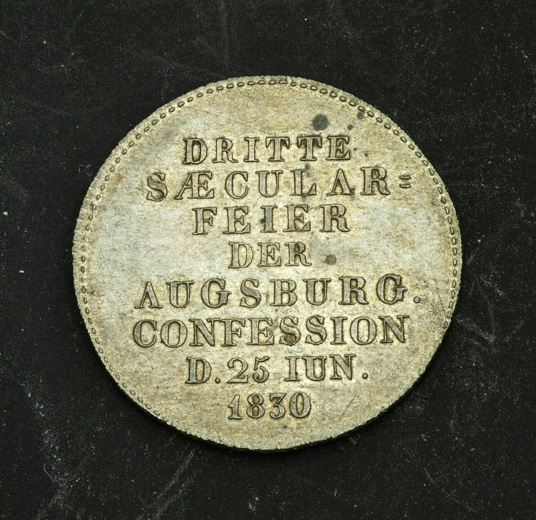 DRITTE
SÆCULAR=
FEIER
DER
AUGSBURG.
CONFESSION
D. 25 IUN.
1830